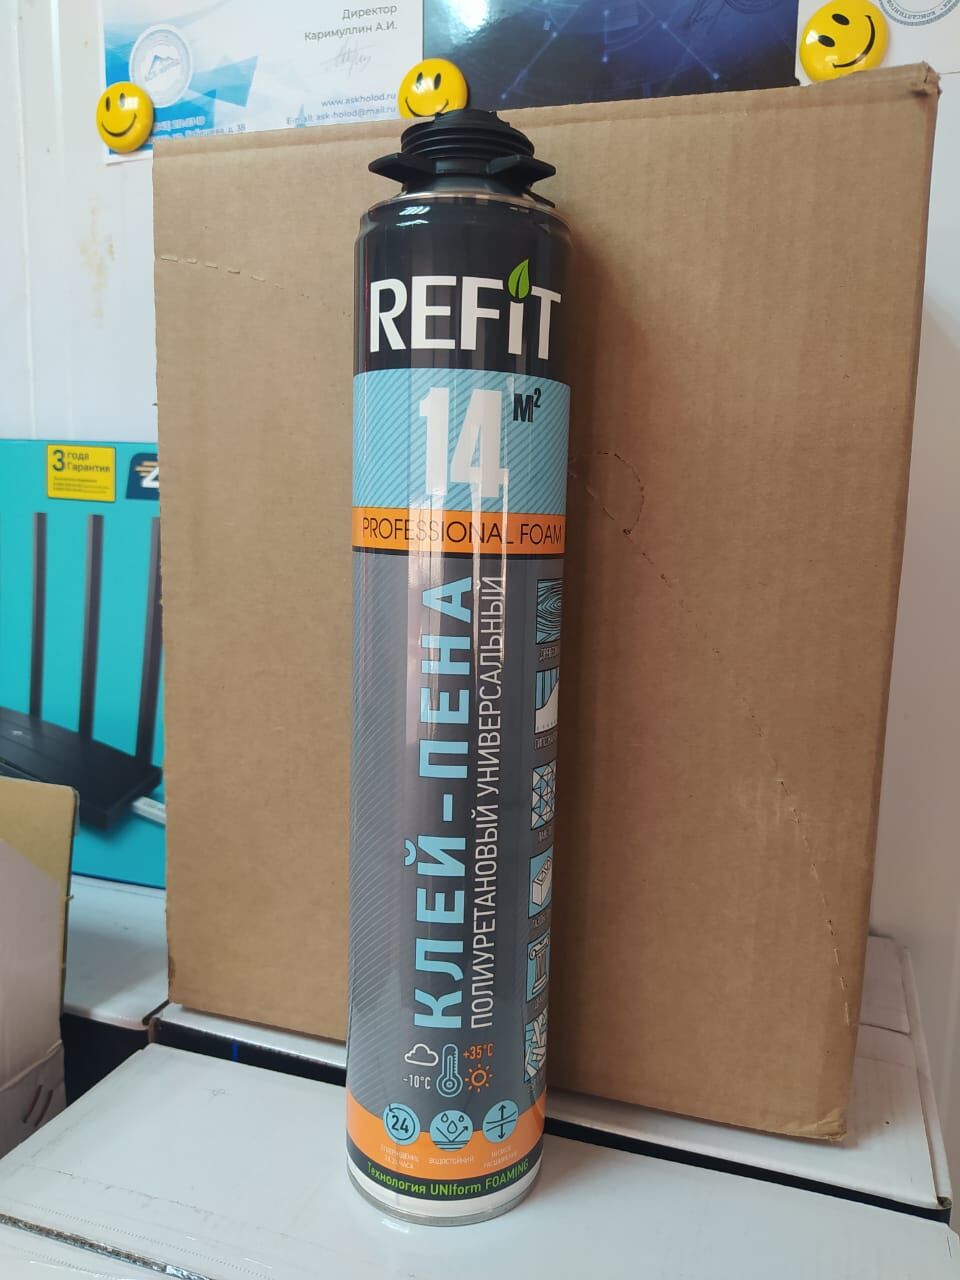 Директор
Каримуллин А.И.
www.askholod.ru
E-mail: ask-holod@mail.ru
3 года
Гарантия
REFiT
14 м²
PROFESSIONAL FOAM
КЛЕЙ-ПЕНА
ПОЛИУРЕТАНОВЫЙ УНИВЕРСАЛЬНЫЙ
+35°C
-10°C
24
ВОДОСТОЙКИЙ
Технология UNIform FOAMING